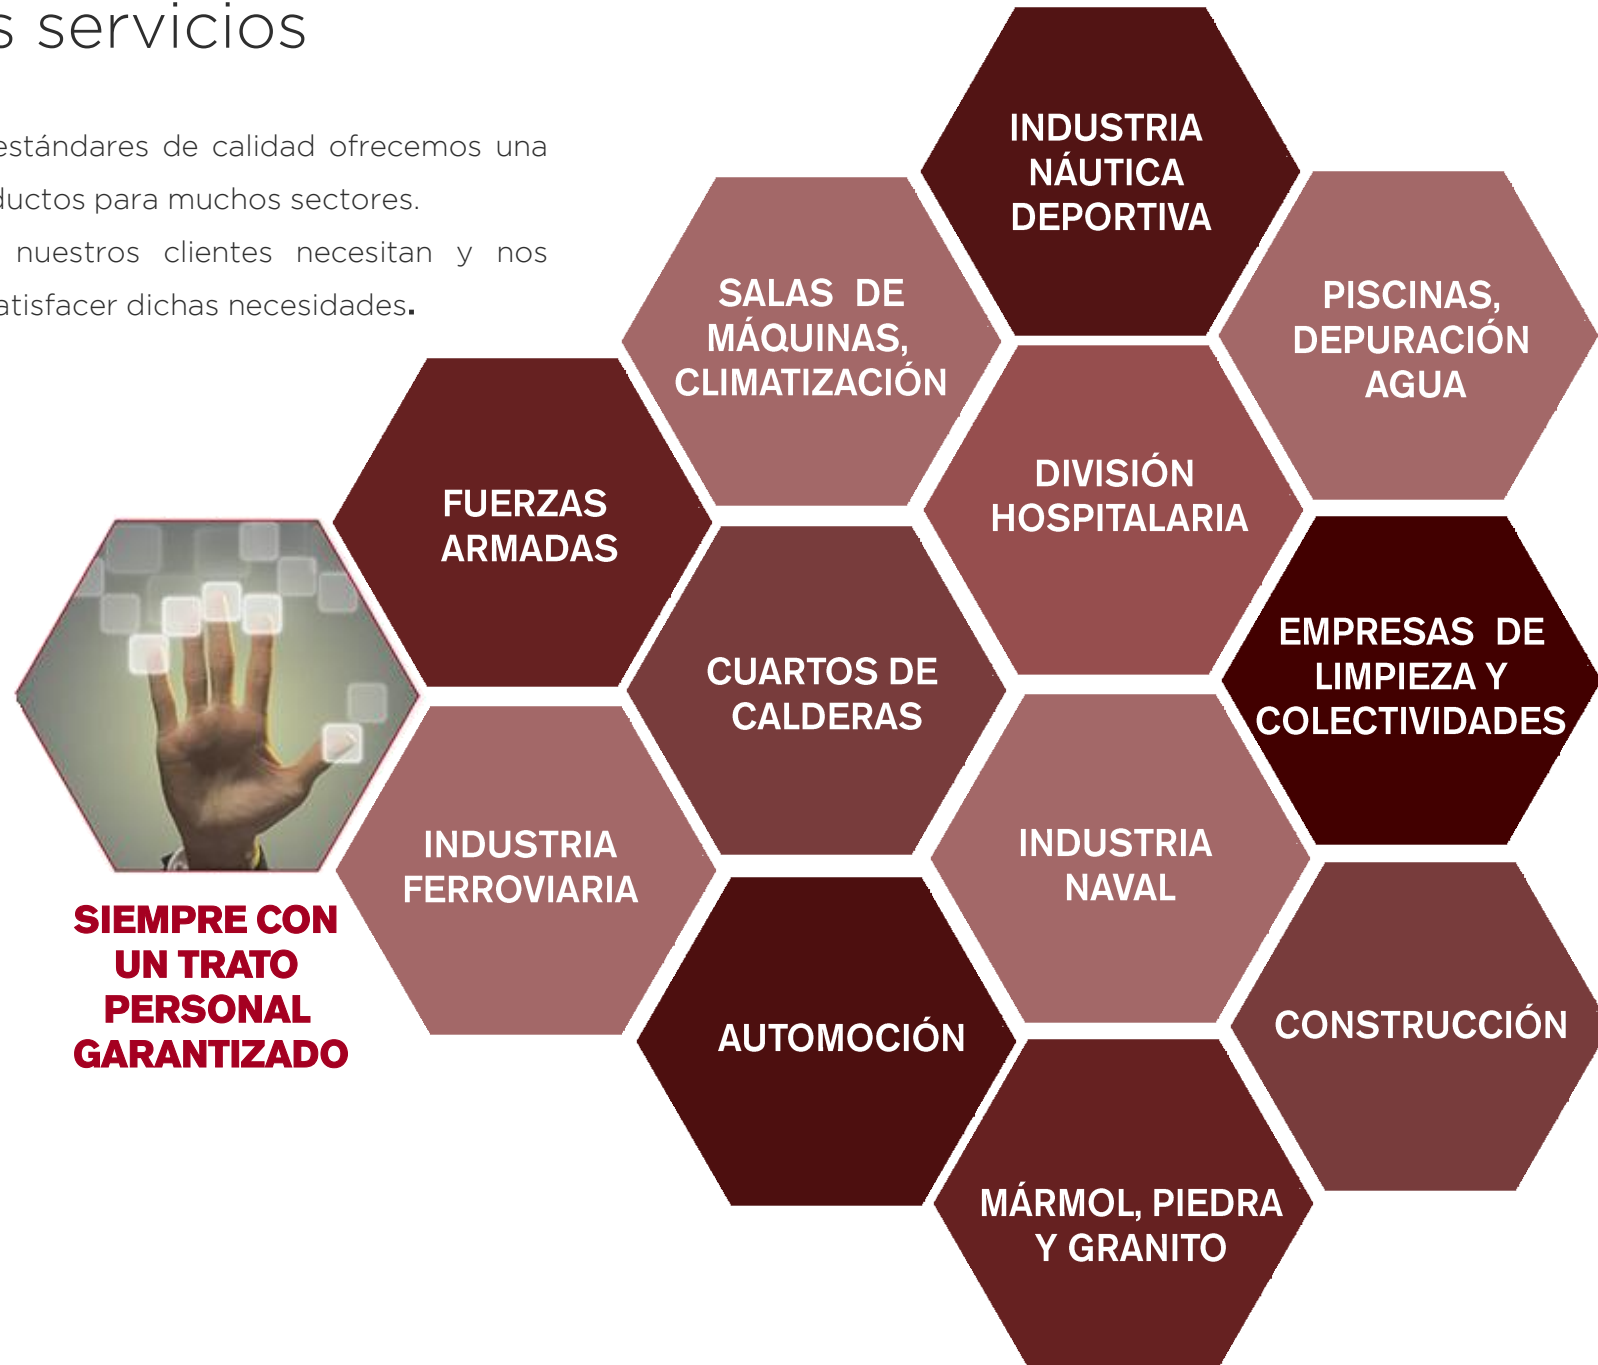 s servicios
estándares de calidad ofrecemos una
ductos para muchos sectores.
nuestros clientes necesitan y nos
atisfacer dichas necesidades.
INDUSTRIA
NÁUTICA
DEPORTIVA
SALAS DE
MÁQUINAS,
CLIMATIZACIÓN
PISCINAS,
DEPURACIÓN
AGUA
FUERZAS
ARMADAS
DIVISIÓN
HOSPITALARIA
CUARTOS DE
CALDERAS
EMPRESAS DE
LIMPIEZA Y
COLECTIVIDADES
INDUSTRIA
FERROVIARIA
INDUSTRIA
NAVAL
SIEMPRE CON
UN TRATO
PERSONAL
GARANTIZADO
AUTOMOCIÓN
CONSTRUCCIÓN
MÁRMOL, PIEDRA
Y GRANITO